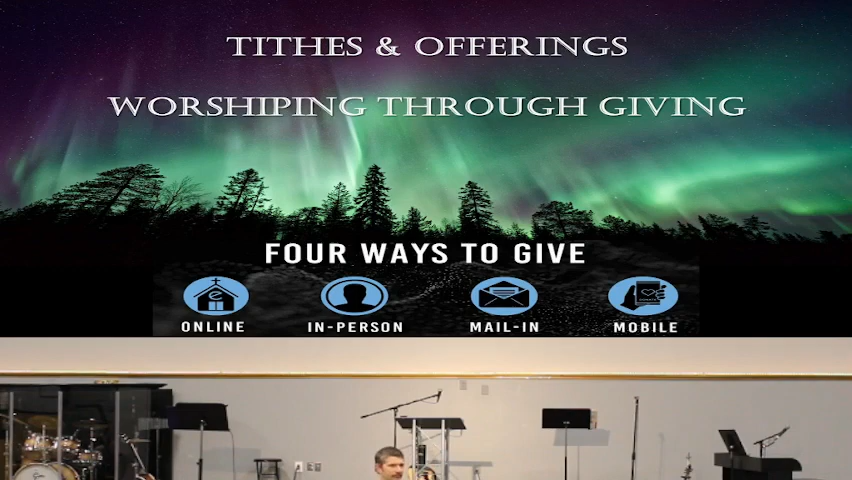 TITHES & OFFERINGS
WORSHIPING THROUGH GIVING
FOUR WAYS TO GIVE
ONLINE
IN-PERSON
MAIL-IN
MOBILE